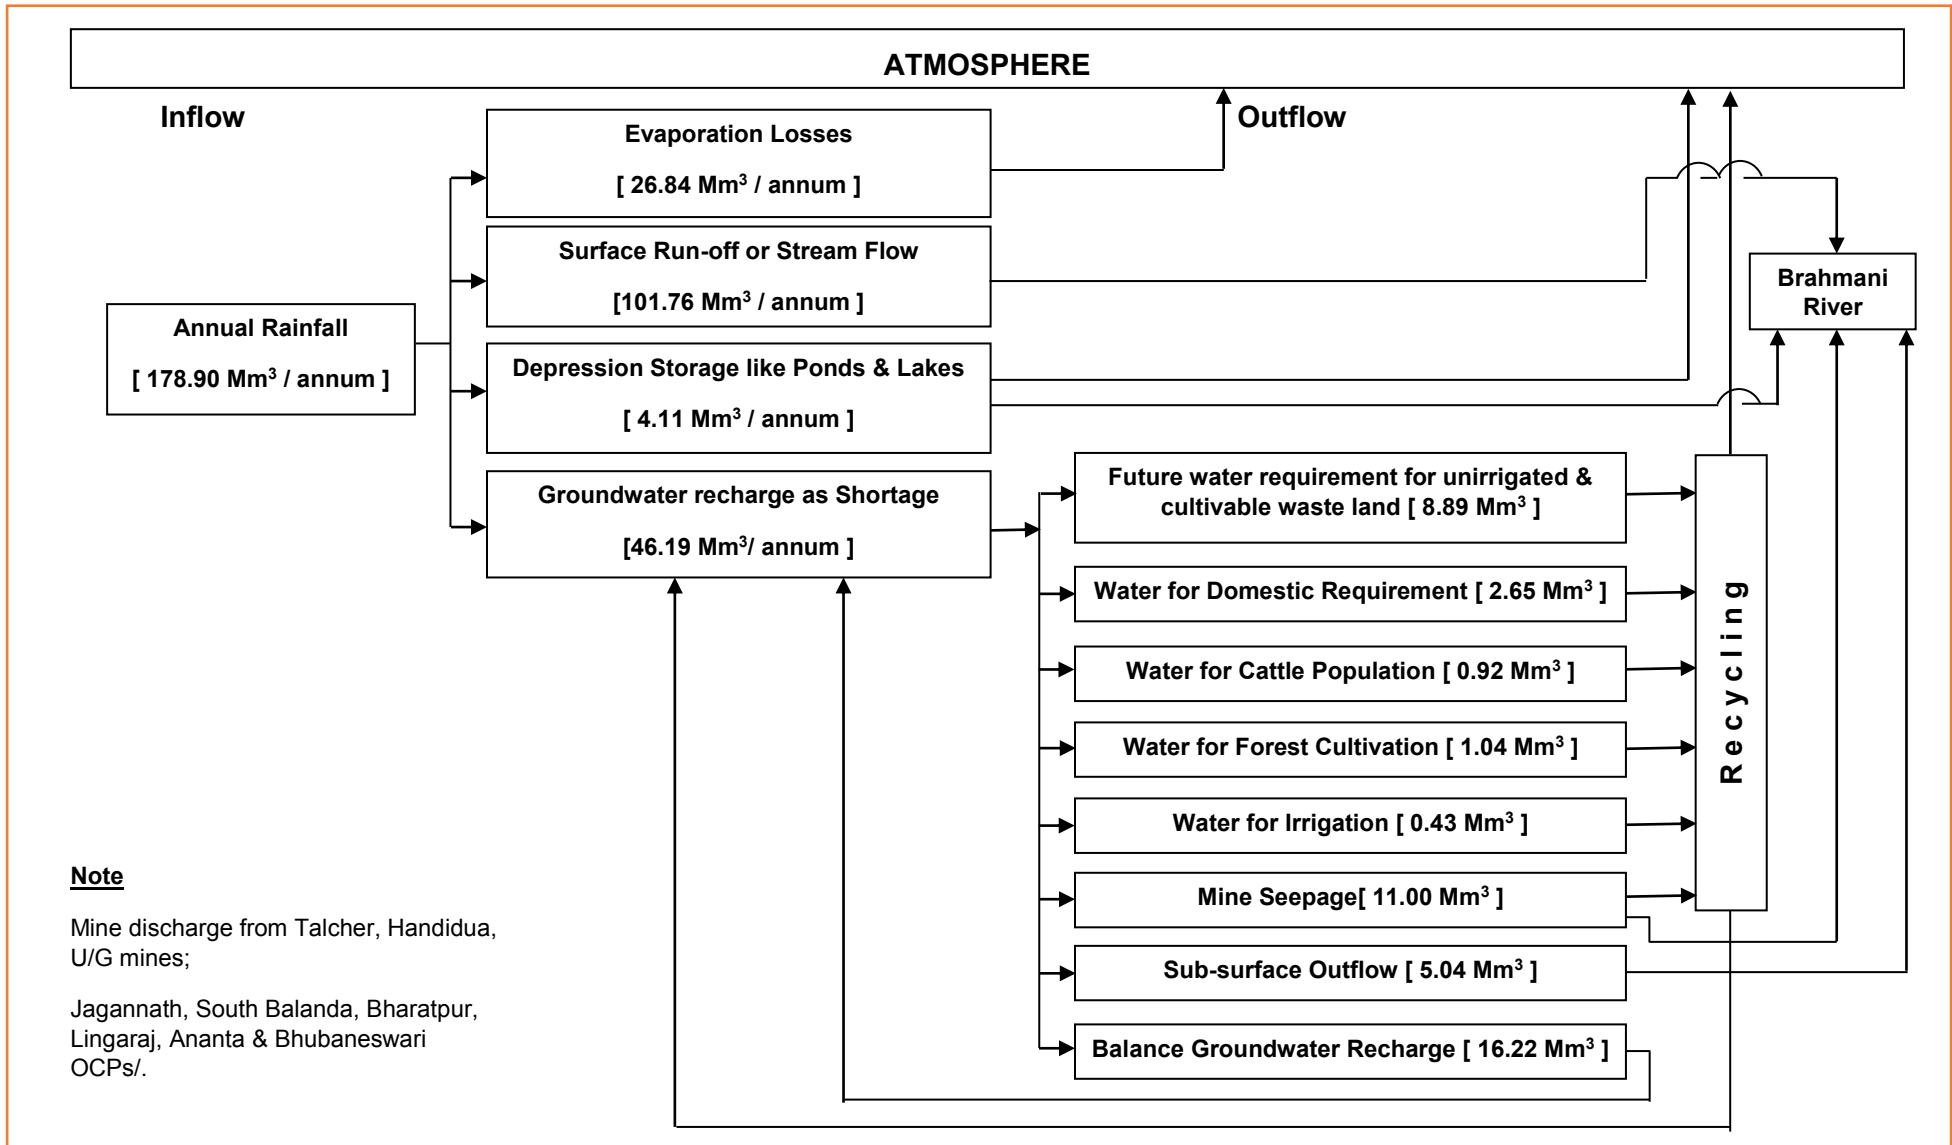 ATMOSPHERE
Inflow
Outflow
Evaporation Losses
[ 26.84 Mm³ / annum ]
Surface Run-off or Stream Flow
[101.76 Mm³ / annum ]
Brahmani
River
Annual Rainfall
[ 178.90 Mm³ / annum ]
Depression Storage like Ponds & Lakes
[ 4.11 Mm³ / annum ]
Groundwater recharge as Shortage
[46.19 Mm³/ annum ]
Future water requirement for unirrigated &
cultivable waste land [ 8.89 Mm³ ]
Water for Domestic Requirement [ 2.65 Mm³ ]
Water for Cattle Population [ 0.92 Mm³ ]
Water for Forest Cultivation [ 1.04 Mm³ ]
Water for Irrigation [ 0.43 Mm³ ]
Mine Seepage[ 11.00 Mm³ ]
Sub-surface Outflow [ 5.04 Mm³ ]
Balance Groundwater Recharge [ 16.22 Mm³ ]
Recycling
Note
Mine discharge from Talcher, Handidua,
U/G mines;
Jagannath, South Balanda, Bharatpur,
Lingaraj, Ananta & Bhubaneswari
OCPs/.